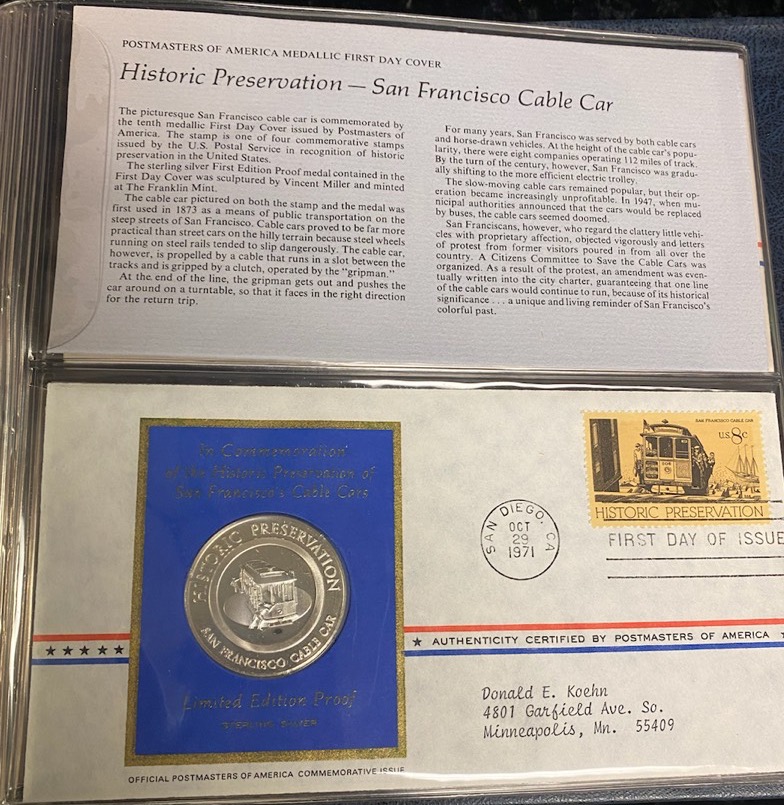 POSTMASTERS OF AMERICA MEDALLIC FIRST DAY COVER
Historic Preservation — San Francisco Cable Car
The picturesque San Francisco cable car is commemorated by
the tenth medallic First Day Cover issued by Postmasters of
America. The stamp is one of four commemorative stamps
issued by the U.S. Postal Service in recognition of historic
preservation in the United States.
The sterling silver First Edition Proof medal contained in the
First Day Cover was sculptured by Vincent Miller and minted
at The Franklin Mint.
The cable car pictured on both the stamp and the medal was
first used in 1873 as a means of public transportation on the
steep streets of San Francisco. Cable cars proved to be far more
practical than street cars on the hilly terrain because steel wheels
running on steel rails tended to slip dangerously. The cable car,
however, is propelled by a cable that runs in a slot between the
tracks and is gripped by a clutch, operated by the "gripman."
At the end of the line, the gripman gets out and pushes the
car around on a turntable, so that it faces in the right direction
for the return trip.
For many years, San Francisco was served by both cable cars
and horse-drawn vehicles. At the height of the cable car's popu-
larity, there were eight companies operating 112 miles of track.
By the turn of the century, however, San Francisco was gradu-
ally shifting to the more efficient electric trolley.
The slow-moving cable cars remained popular, but their op-
eration became increasingly unprofitable. In 1947, when mu-
nicipal authorities announced that the cars would be replaced
by buses, the cable cars seemed doomed.
San Franciscans, however, who regard the clattery little vehi-
cles with proprietary affection, objected vigorously and letters
of protest from former visitors poured in from all over the
country. A Citizens Committee to Save the Cable Cars was
organized. As a result of the protest, an amendment was even-
tually written into the city charter, guaranteeing that one line
of the cable cars would continue to run, because of its historical
significance . . . a unique and living reminder of San Francisco's
colorful past.
In Commemoration
of the Historic Preservation of
San Francisco's Cable Cars
HISTORIC PRESERVATION
SAN FRANCISCO CABLE CAR
Limited Edition Proof
STERLING SILVER
OFFICIAL POSTMASTERS OF AMERICA COMMEMORATIVE ISSUE
SAN FRANCISCO CABLE CAR
U.S. 8c
HISTORIC PRESERVATION
SAN DIEGO, CA
OCT
29
1971
FIRST DAY OF ISSUE
★ AUTHENTICITY CERTIFIED BY POSTMASTERS OF AMERICA
Donald E. Koehn
4801 Garfield Ave. So.
Minneapolis, Mn. 55409